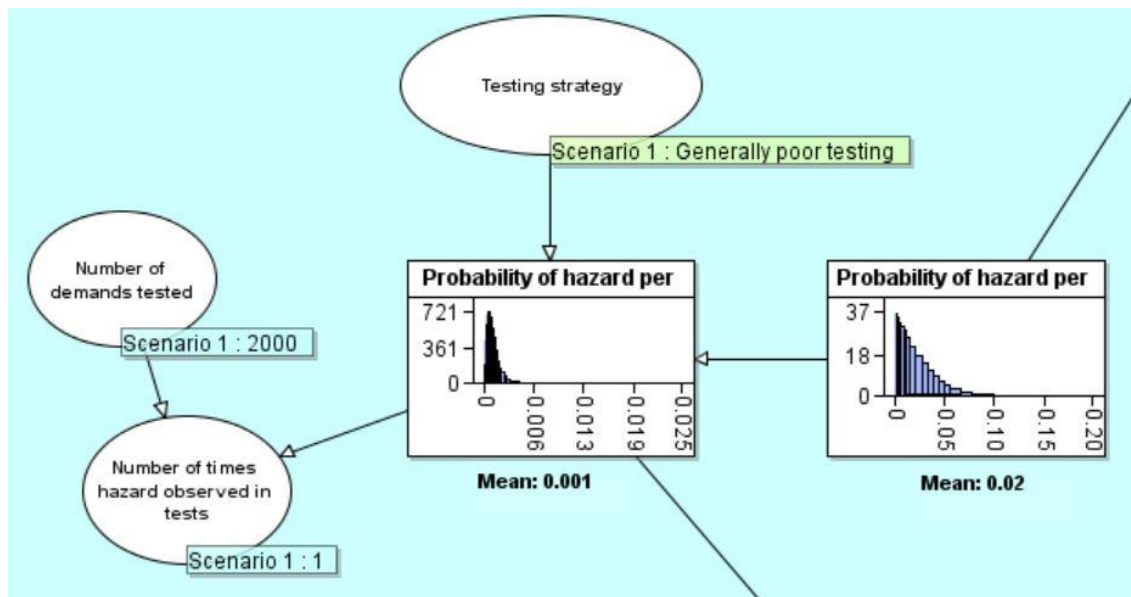 Testing strategy
Scenario 1 : Generally poor testing
Number of
demands tested
Scenario 1 : 2000
Probability of hazard per
721
361
0
0
0.006
0.013
0.019
0.025
Mean: 0.001
Probability of hazard per
37
18
0
0
0.05
0.10
0.15
0.20
Mean: 0.02
Number of times
hazard observed in
tests
Scenario 1 : 1